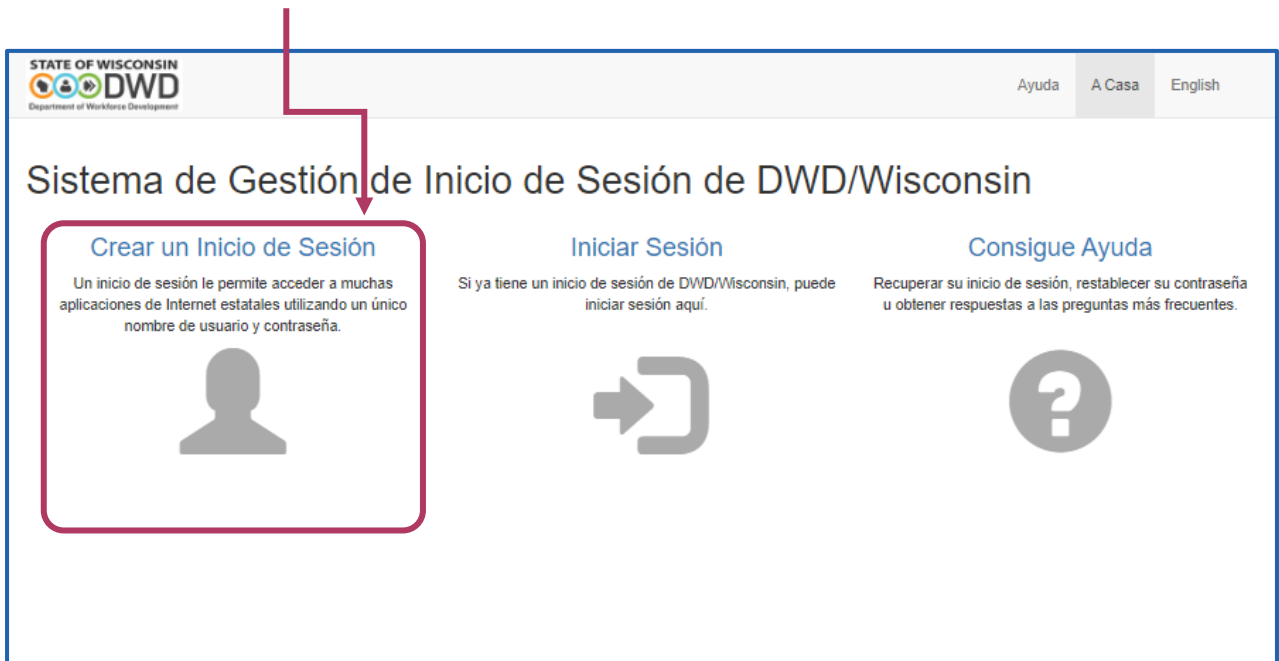 STATE OF WISCONSIN
DWD
Department of Workforce Development
Ayuda A Casa English
Sistema de Gestión de Inicio de Sesión de DWD/Wisconsin
Crear un Inicio de Sesión
Un inicio de sesión le permite acceder a muchas
aplicaciones de Internet estatales utilizando un único
nombre de usuario y contraseña.
Iniciar Sesión
Si ya tiene un inicio de sesión de DWD/Wisconsin, puede
iniciar sesión aquí.
Consigue Ayuda
Recuperar su inicio de sesión, restablecer su contraseña
u obtener respuestas a las preguntas más frecuentes.